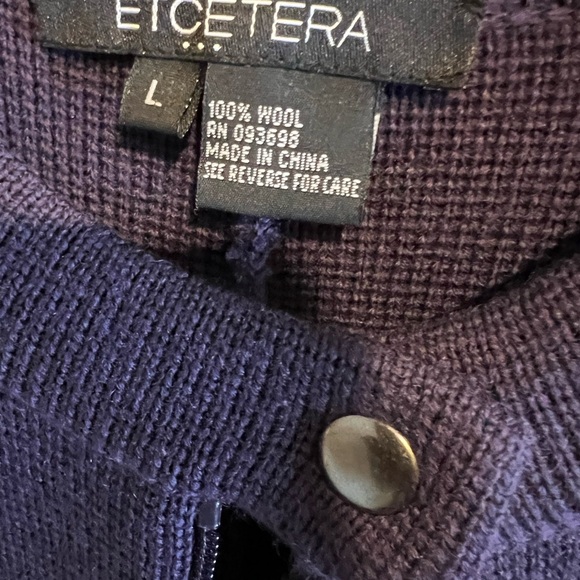 ETCETERA
L
100% WOOL
RN 093698
MADE IN CHINA
SEE REVERSE FOR CARE